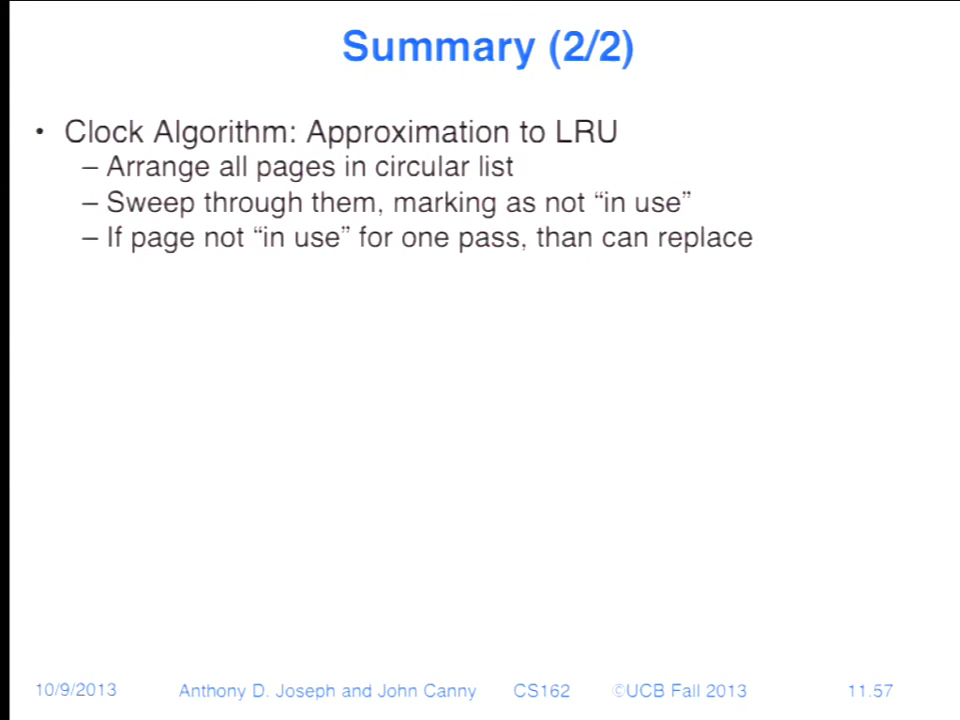 Summary (2/2)
• Clock Algorithm: Approximation to LRU
– Arrange all pages in circular list
– Sweep through them, marking as not “in use”
– If page not “in use” for one pass, than can replace
10/9/2013 Anthony D. Joseph and John Canny CS162 ©UCB Fall 2013 11.57